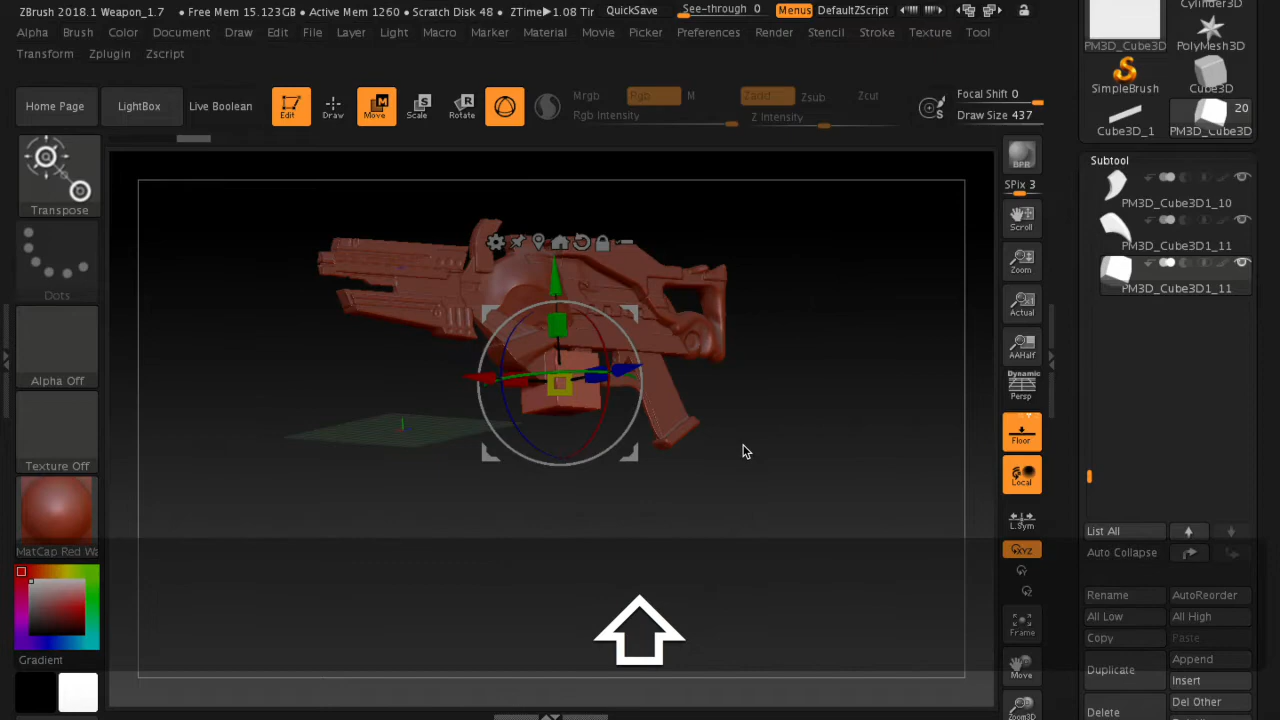 ZBrush 2018.1 Weapon_1.7 • Free Mem 15.123GB • Active Mem 1260 • Scratch Disk 48 • ZTime▶1.08 Tir QuickSave See-through 0 Menus DefaultZScript
Alpha Brush Color Document Draw Edit File Layer Light Macro Marker Material Movie Picker Preferences Render Stencil Stroke Texture Tool
Transform Zplugin Zscript
Home Page LightBox Live Boolean Edit Draw Move Scale Rotate
Mrgb Rgb M Zadd Zsub Zcut
Rgb Intensity Z Intensity
Focal Shift 0
Draw Size 437
Transpose
Dots
Alpha Off
Texture Off
MatCap Red Wa
Gradient
BPR
SPix 3
Scroll
Zoom
Actual
AAHalf
Dynamic
Persp
Floor
Local
L.Sym
XYZ
Frame
Move
Zoom3D
Cylinder3D
PM3D_Cube3D PolyMesh3D
SimpleBrush Cube3D
20
Cube3D_1 PM3D_Cube3D
Subtool
PM3D_Cube3D1_10
PM3D_Cube3D1_11
PM3D_Cube3D1_11
List All
Auto Collapse
Rename AutoReorder
All Low All High
Copy Paste
Duplicate Append
Insert
Delete Del Other